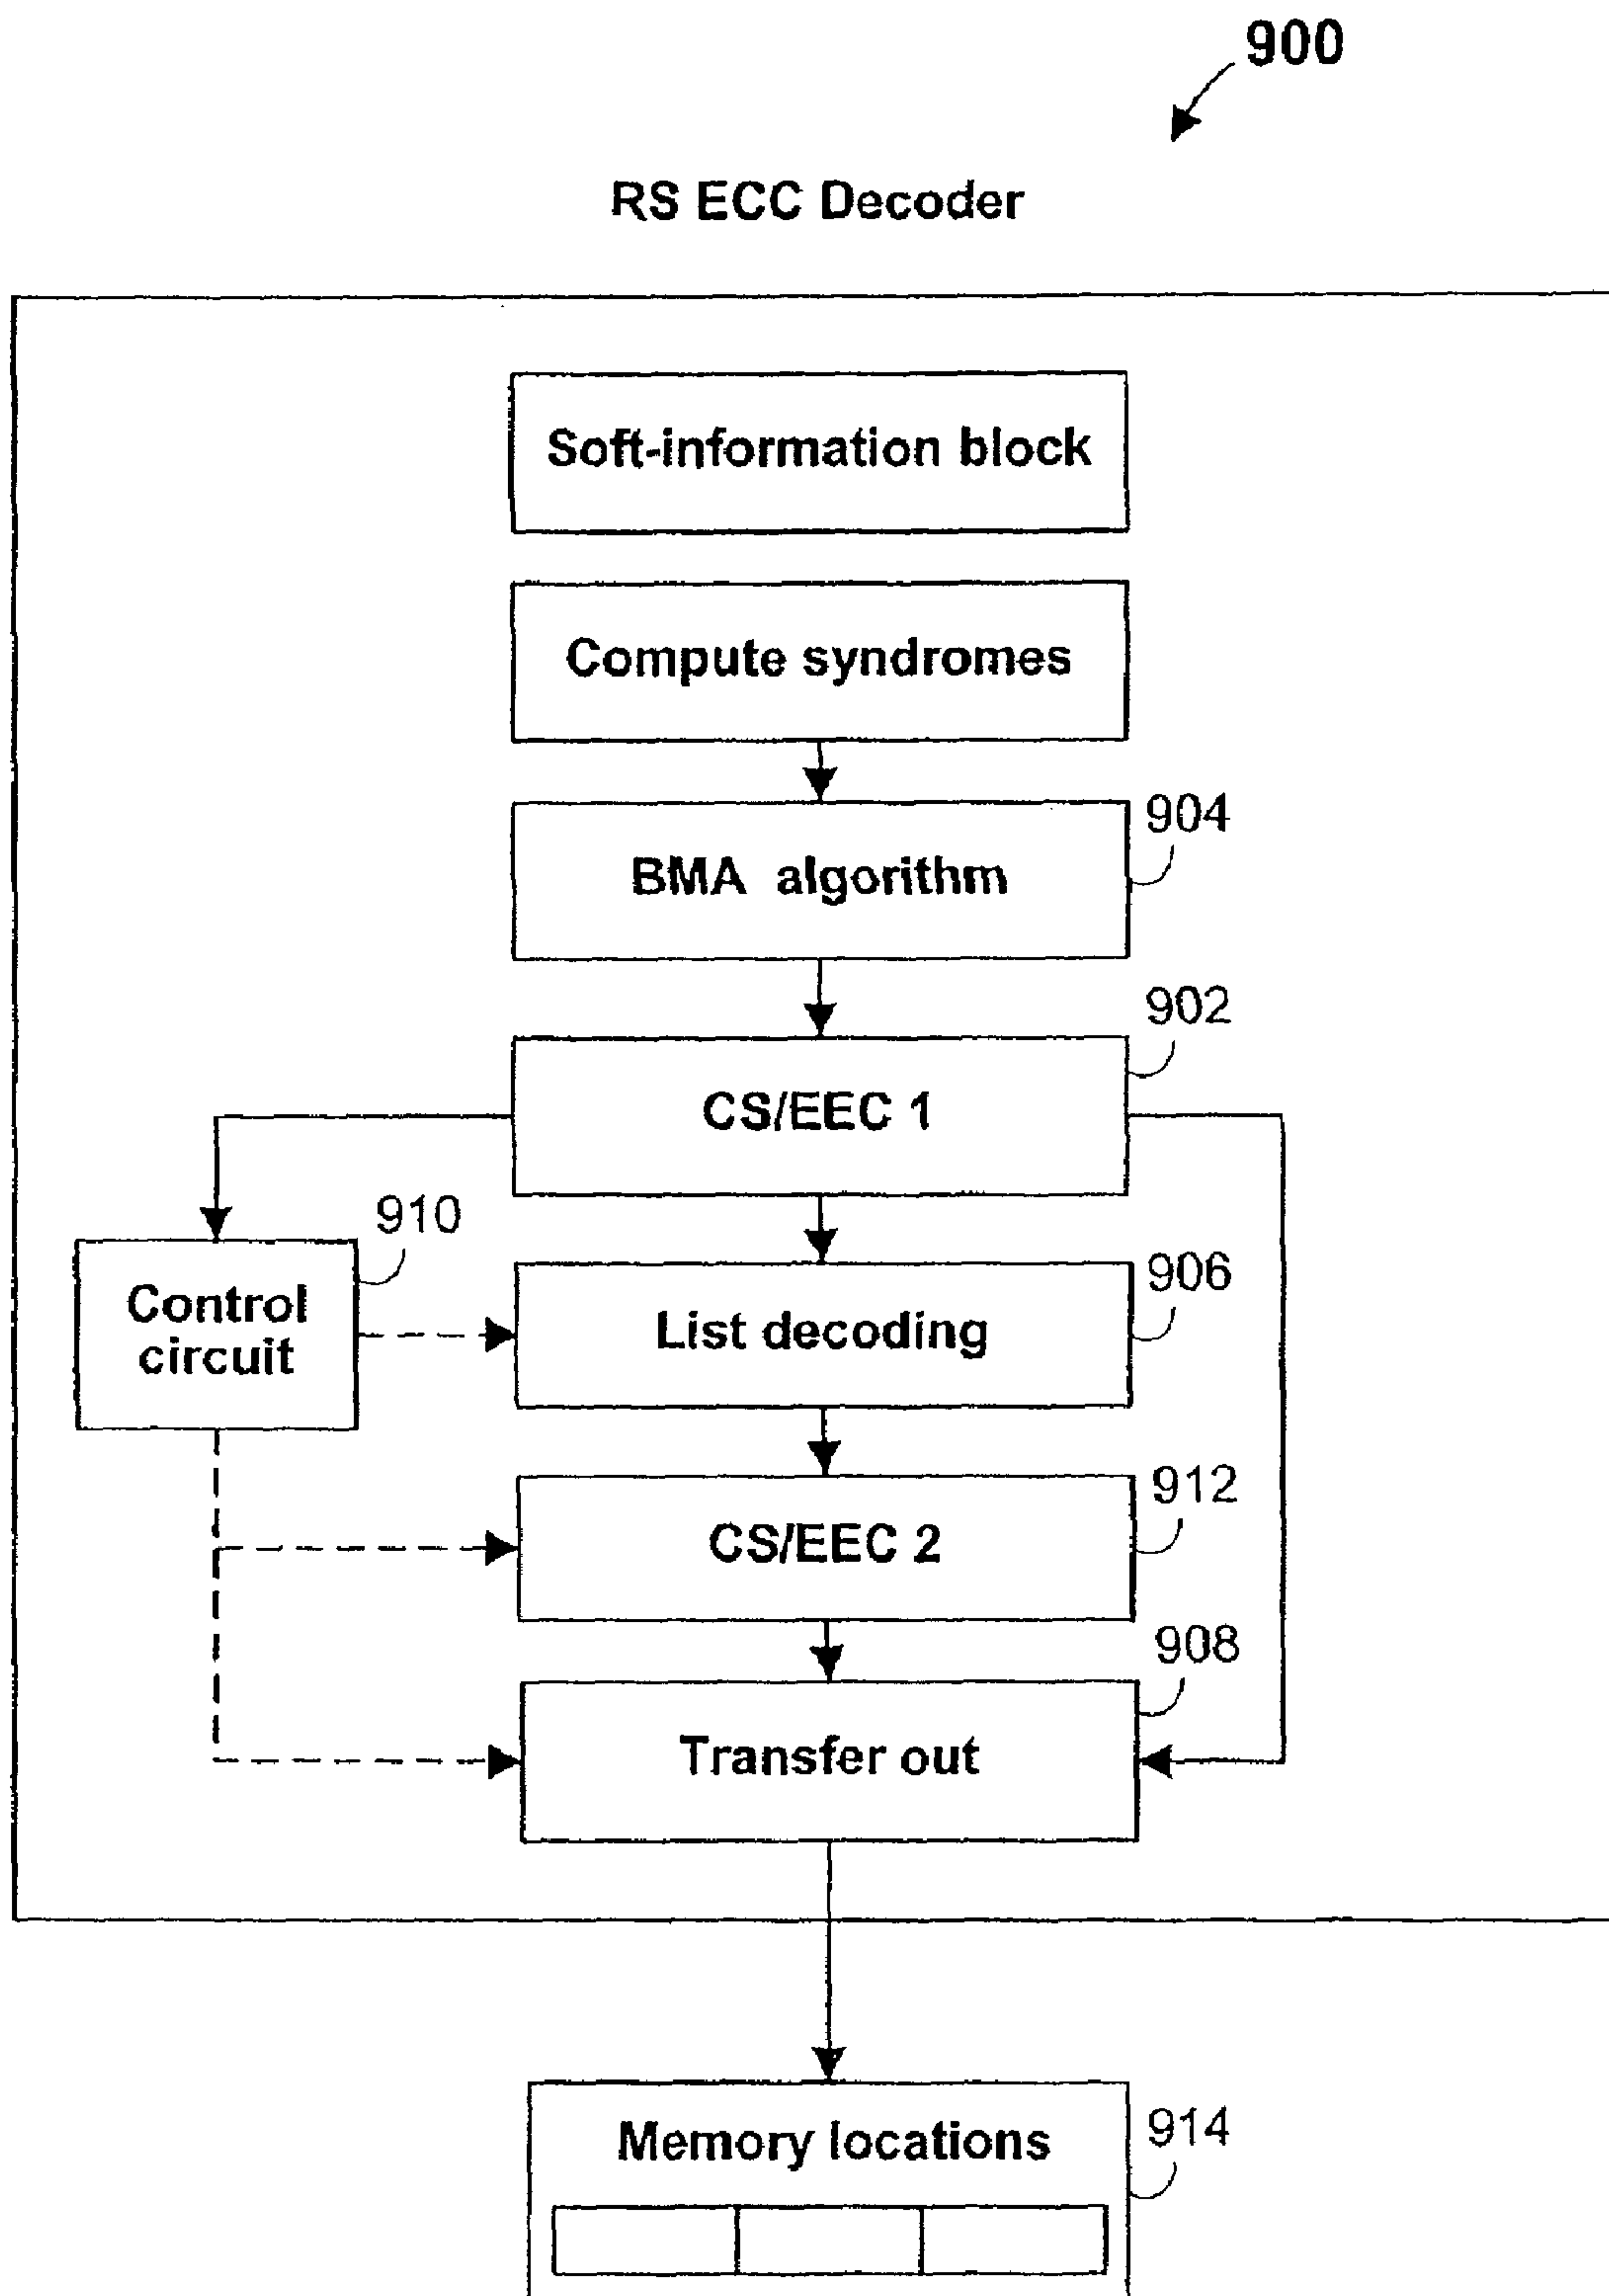 900
RS ECC Decoder
Soft-information block
Compute syndromes
904
BMA algorithm
902
CS/EEC 1
910
Control
circuit
906
List decoding
912
CS/EEC 2
908
Transfer out
914
Memory locations